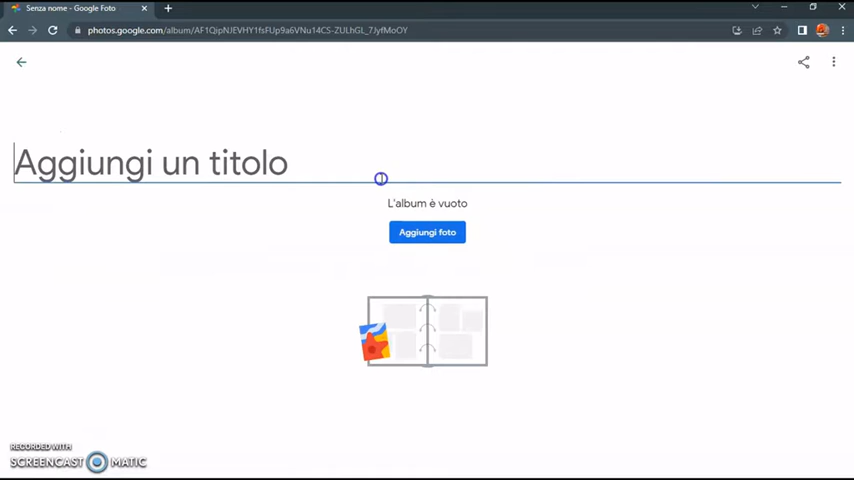 Senza nome - Google Foto
photos.google.com/album/AF1QipNJEVHY1fsFUp9a6VNu14CS-ZULhGL_7JyfMoOY
Aggiungi un titolo
L'album è vuoto
Aggiungi foto
RECORDED WITH
SCREENCAST MATIC